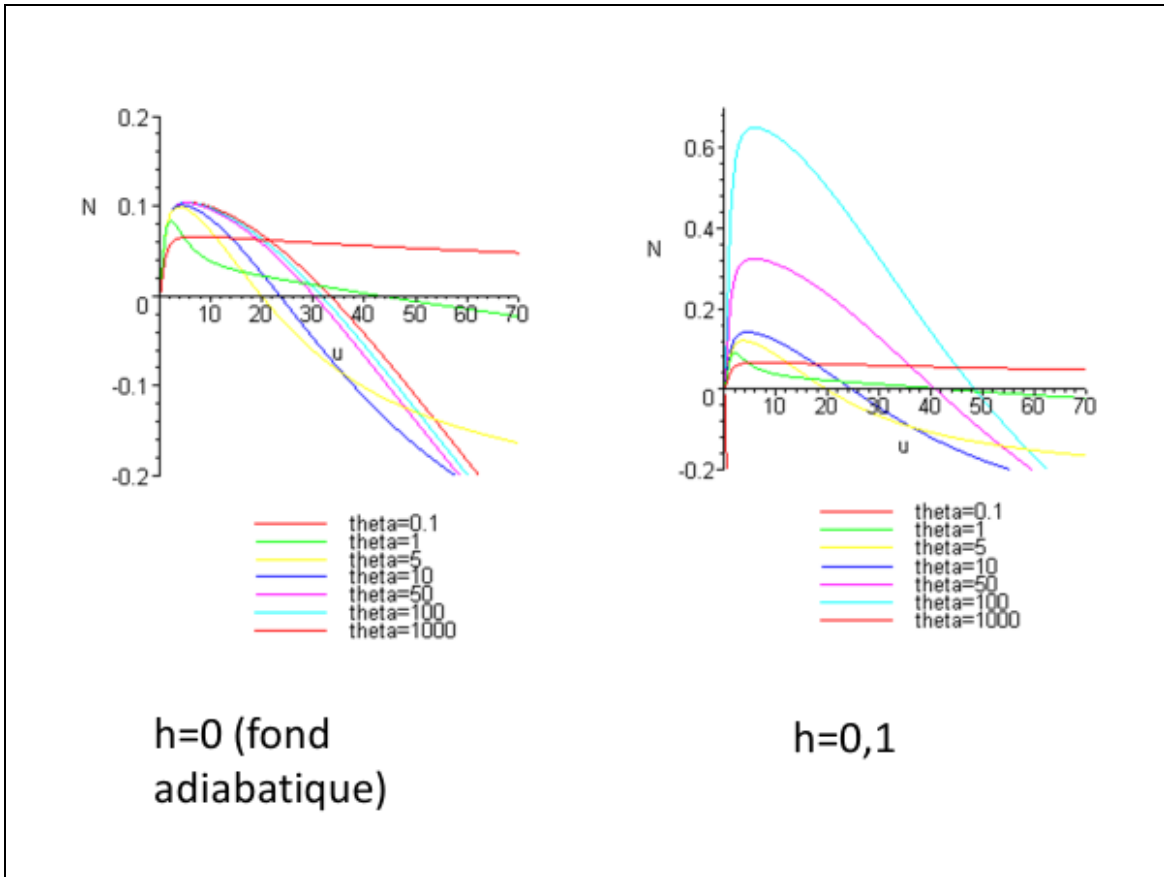 0.2
0.1
N
0
10 20 30 40 50 60 70
u
-0.1
-0.2
theta=0.1
theta=1
theta=5
theta=10
theta=50
theta=100
theta=1000
h=0 (fond
adiabatique)
0.6
0.4
N
0.2
0
10 20 30 40 50 60 70
u
-0.2
theta=0.1
theta=1
theta=5
theta=10
theta=50
theta=100
theta=1000
h=0,1